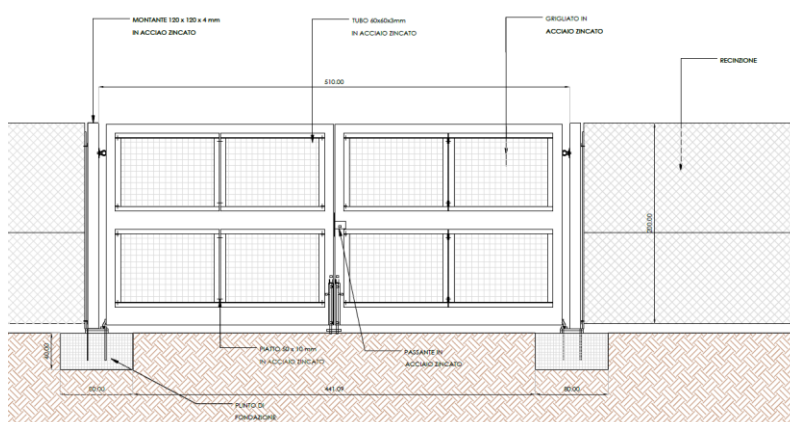 MONTANTE 120 x 120 x 4 mm
IN ACCIAO ZINCATO
TUBO 60x60x3mm
IN ACCIAIO ZINCATO
GRIGLIATO IN
ACCIAIO ZINCATO
RECINZIONE
510.00
200.00
60.00
PIATTO 50 x 10 mm
IN ACCIAIO ZINCATO
PASSANTE IN
ACCIAIO ZINCATO
80.00
441.09
80.00
PUNTO DI
FONDAZIONE